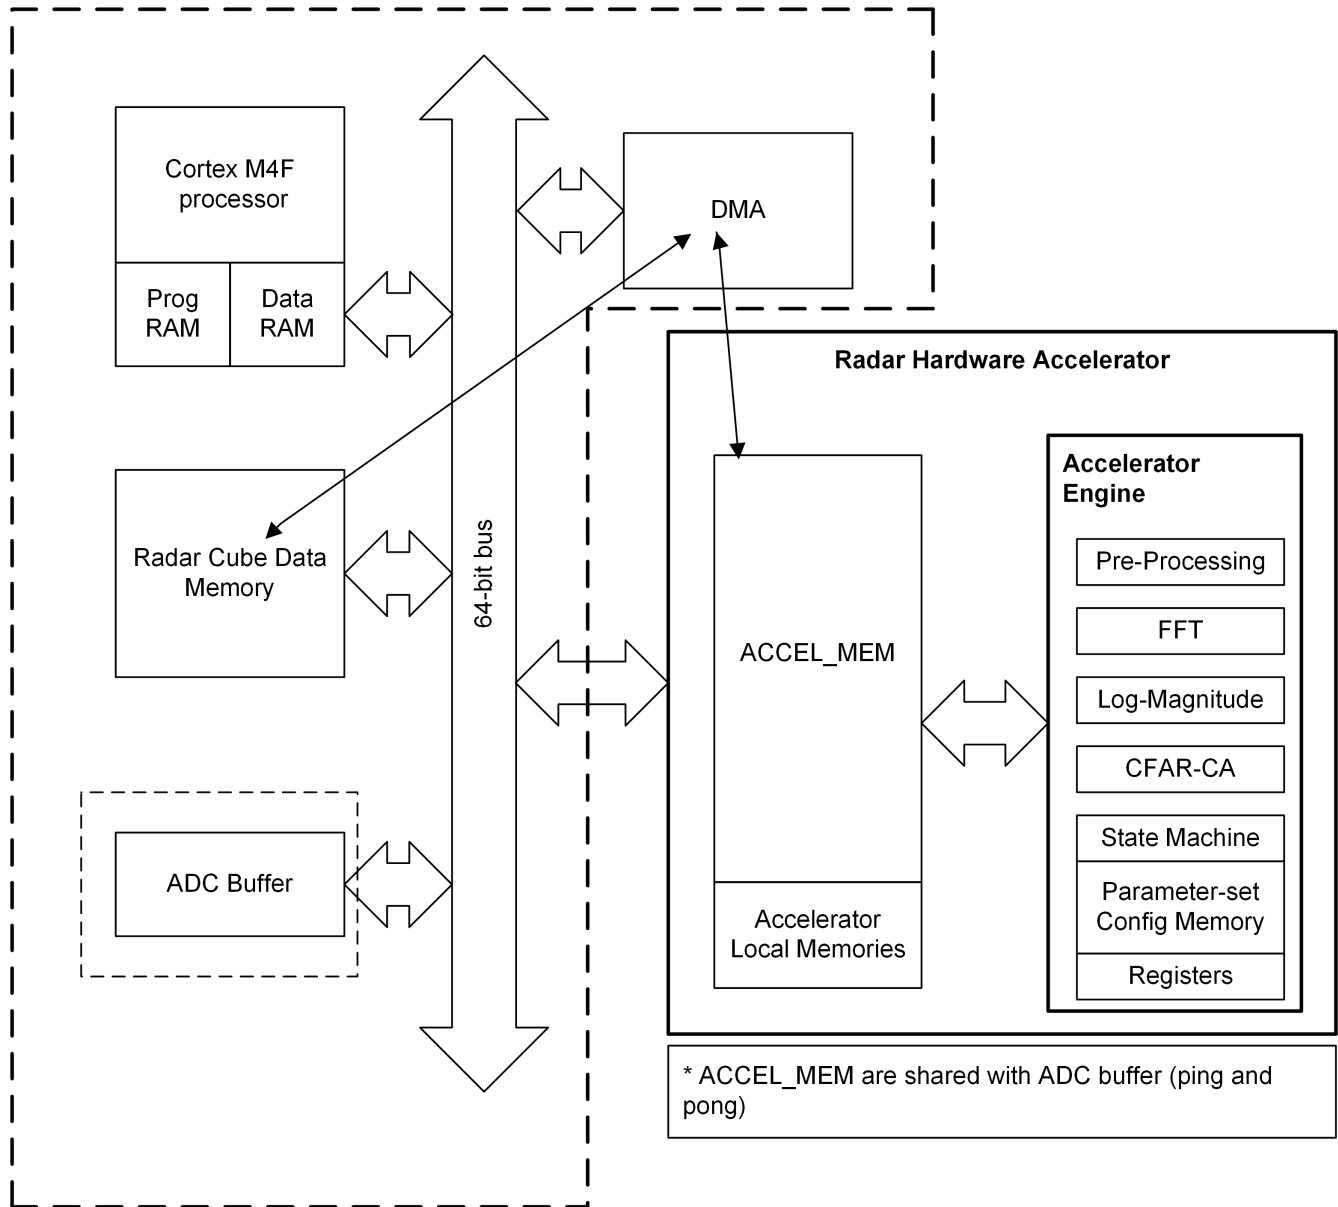 Cortex M4F
processor
Prog
RAM
Data
RAM
DMA
Radar Cube Data
Memory
64-bit bus
ADC Buffer
Radar Hardware Accelerator
ACCEL_MEM
Accelerator
Local Memories
Accelerator
Engine
Pre-Processing
FFT
Log-Magnitude
CFAR-CA
State Machine
Parameter-set
Config Memory
Registers
* ACCEL_MEM are shared with ADC buffer (ping and
pong)